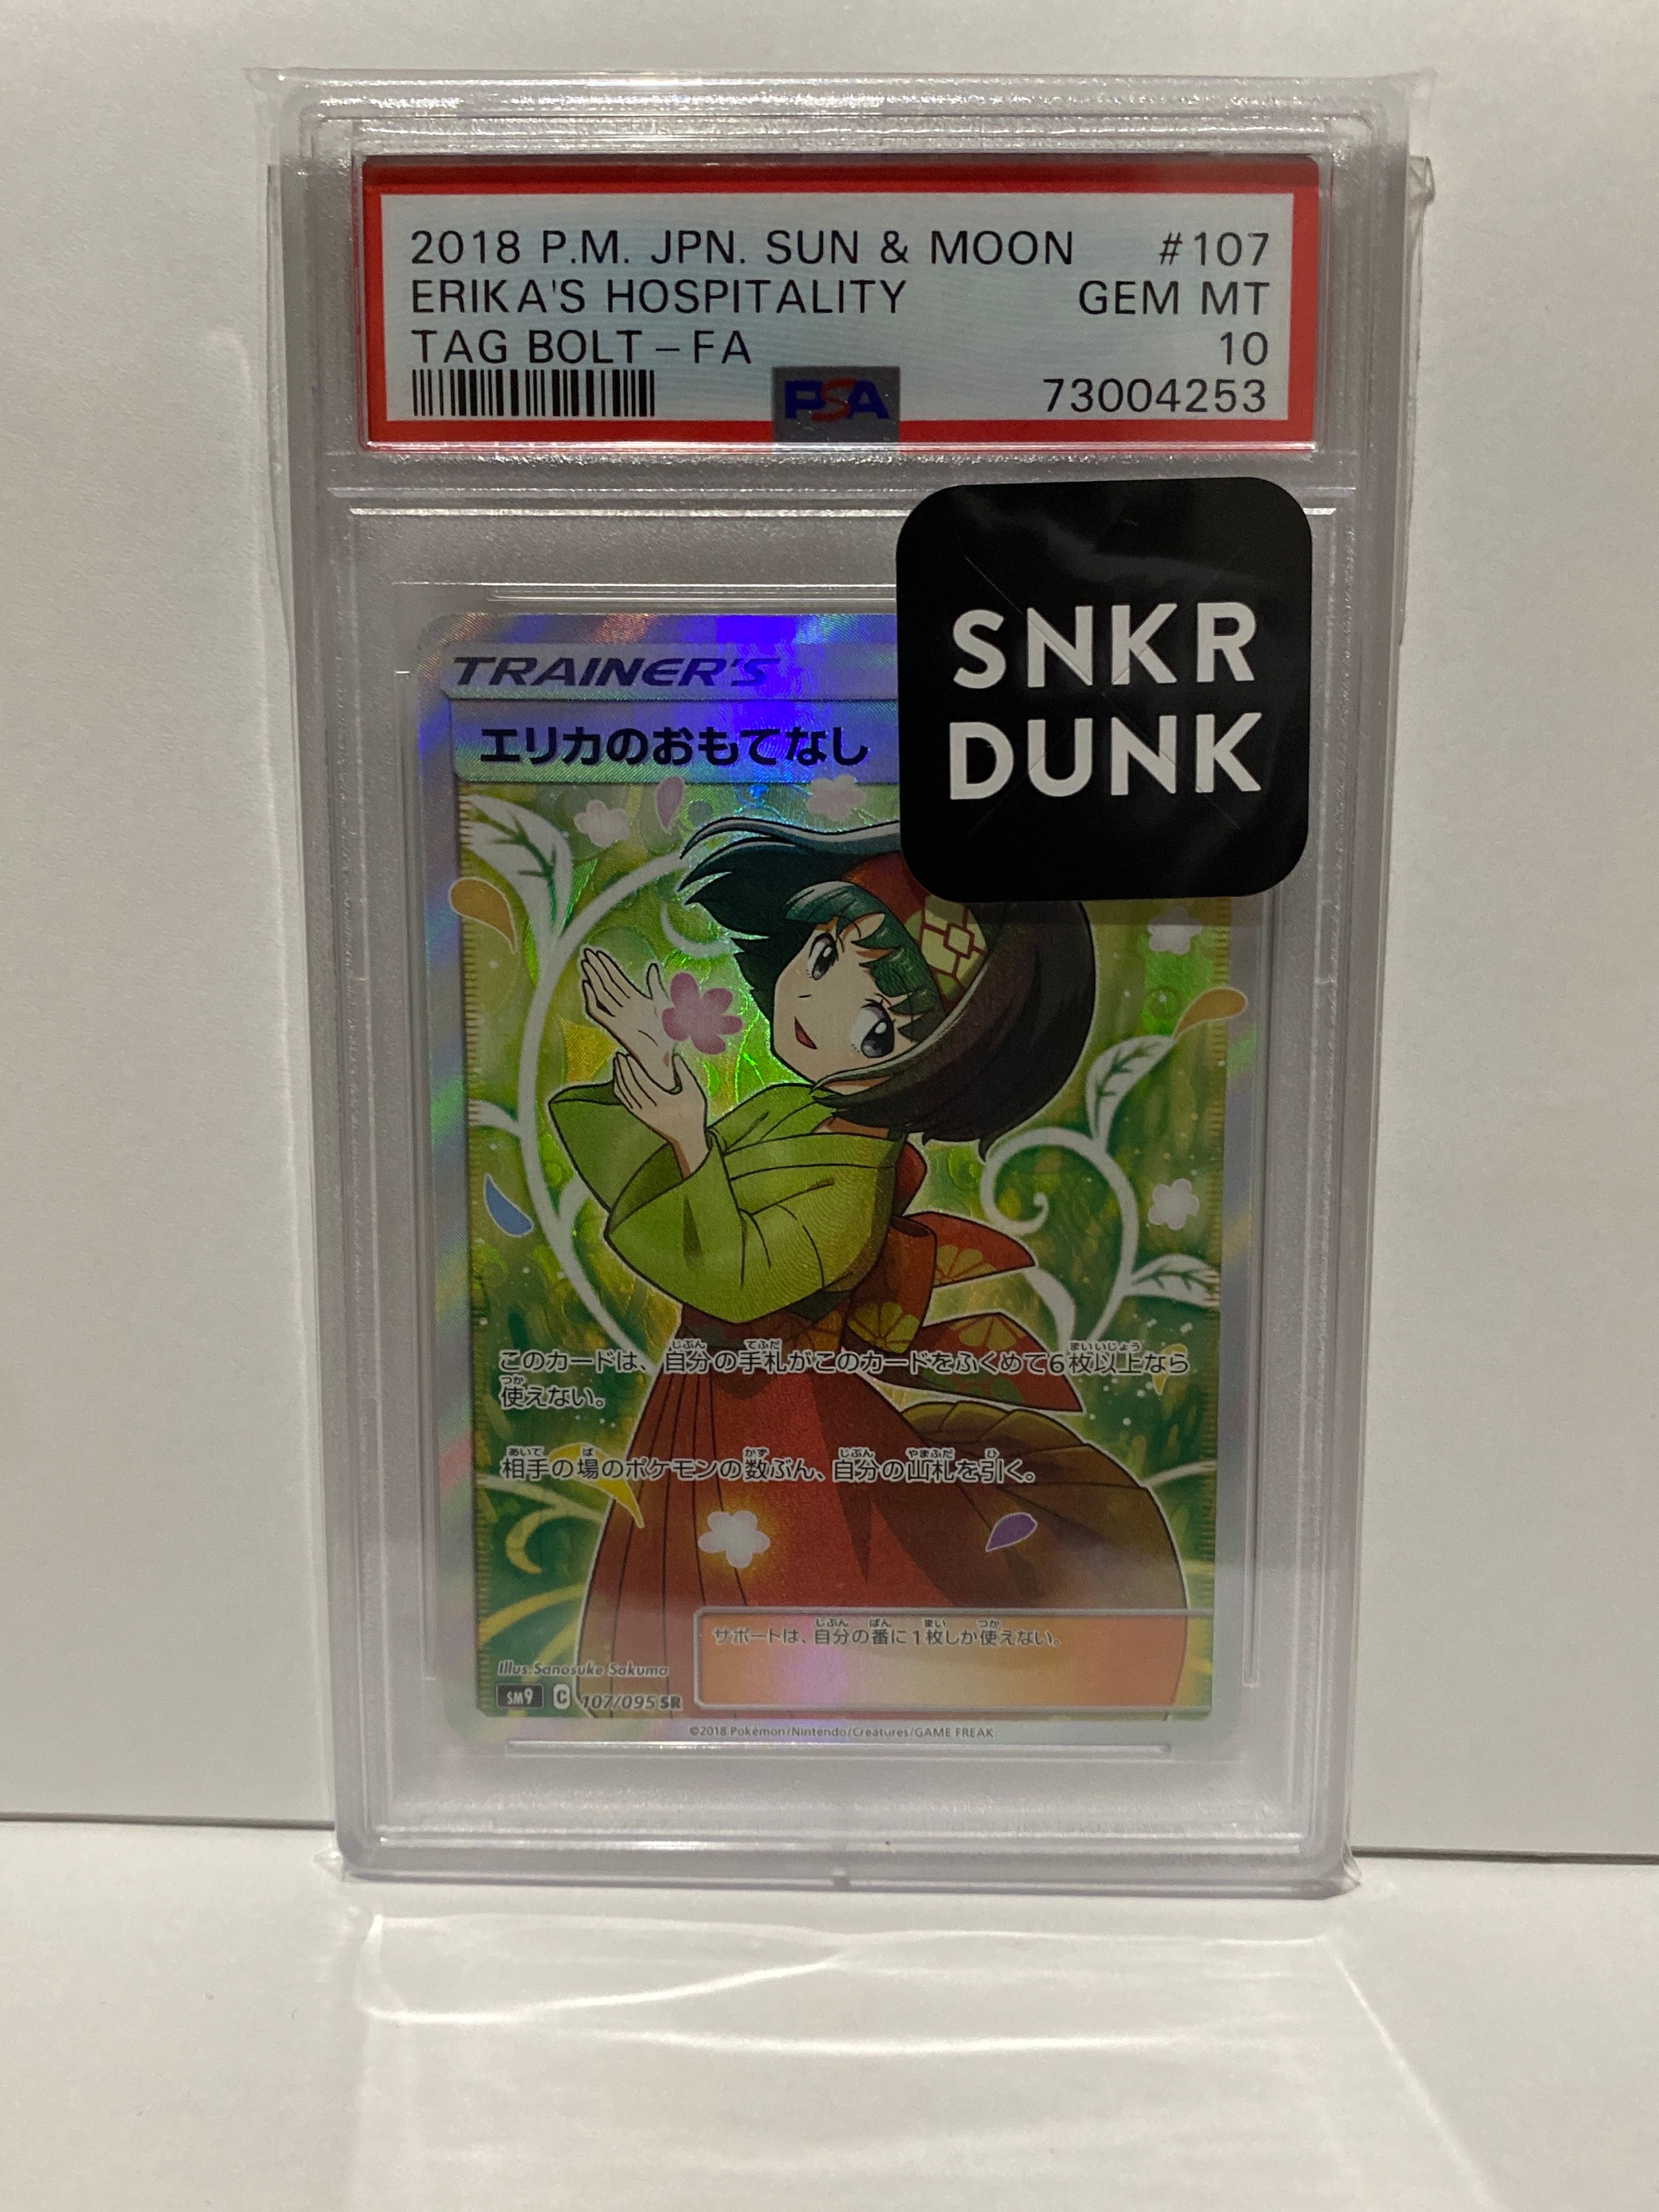 2018 P.M. JPN. SUN & MOON #107
ERIKA'S HOSPITALITY GEM MT
TAG BOLT - FA 10
73004253
PSA
SNKR
DUNK
TRAINER'S
エリカのおもてなし
このカードは、自分の手札がこのカードをふくめて6枚以上なら
使えない。
相手の場のポケモンの数ぶん、自分の山札を引く。
サポートは、自分の番に1枚しか使えない。
Illus. Sanosuke Sakuma
SM9 C 107/095 SR
©2018 Pokémon/Nintendo/Creatures/GAME FREAK.